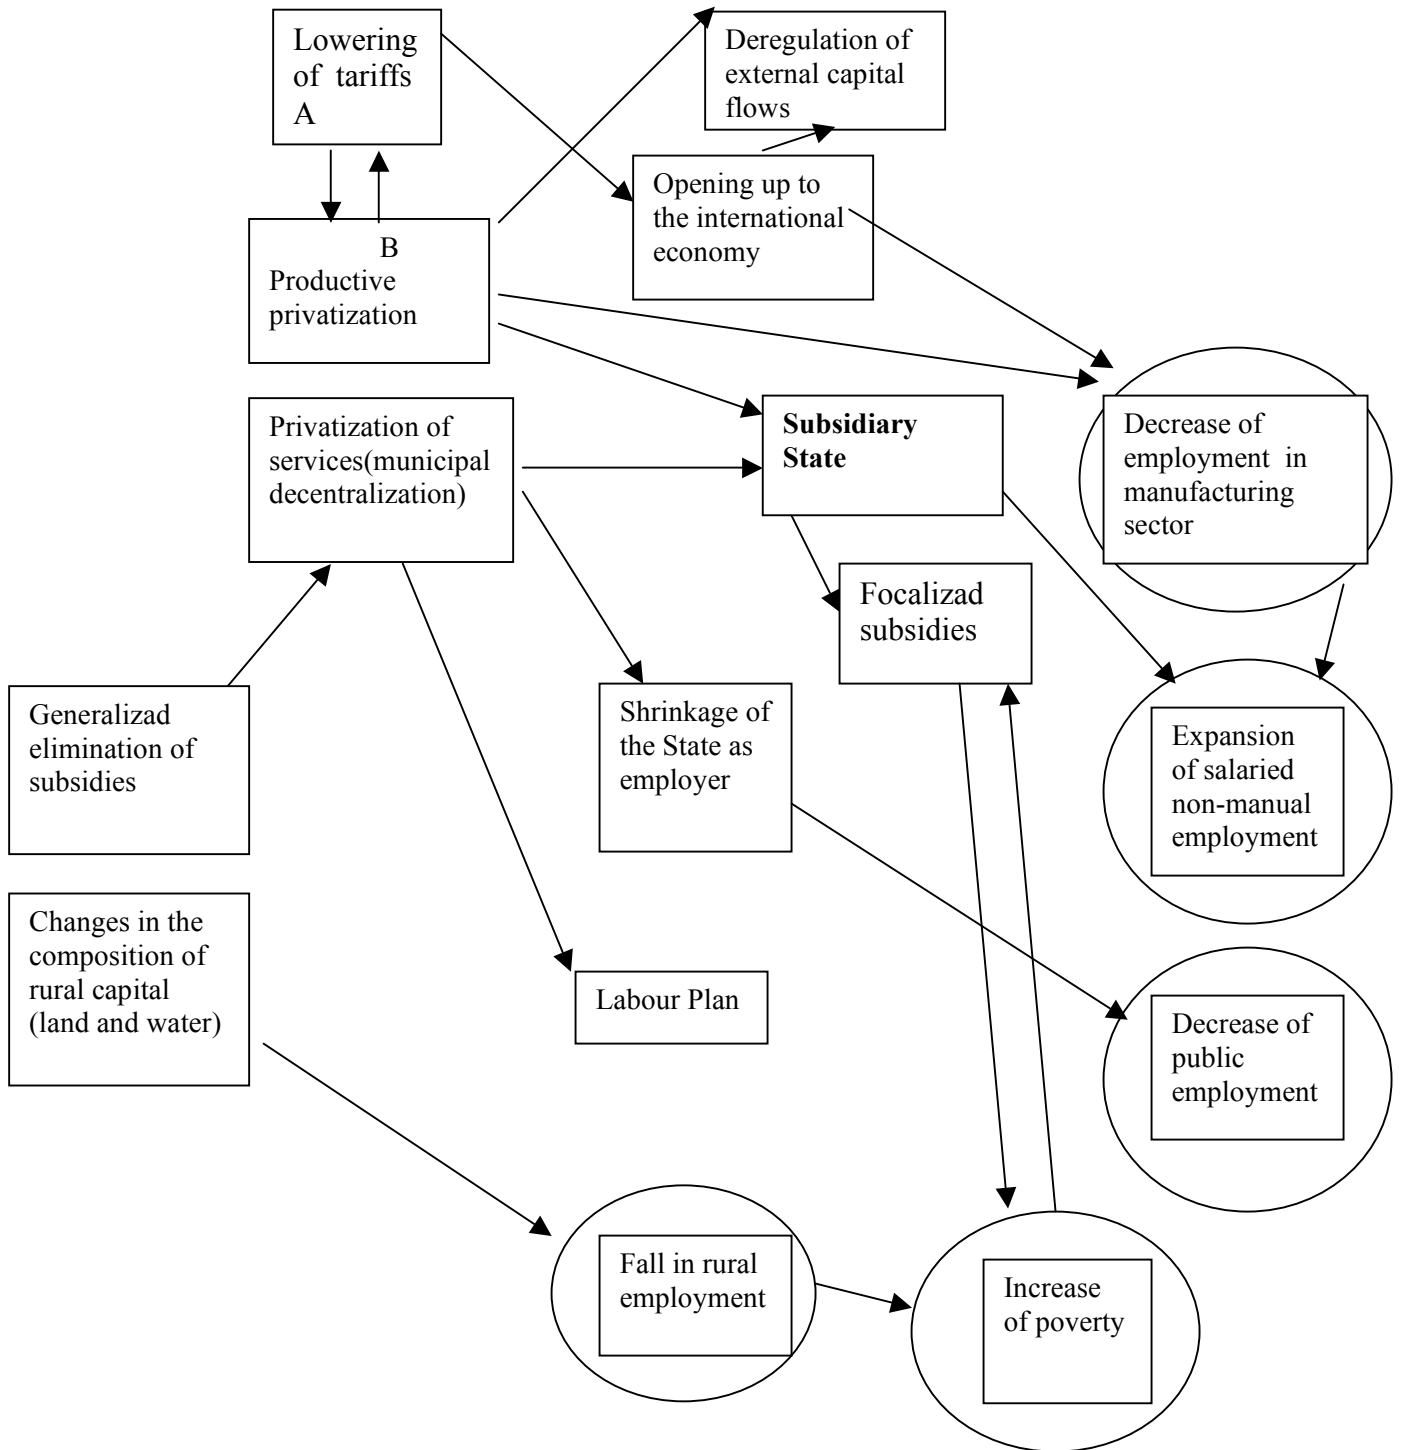 Lowering
of tariffs
A
Deregulation of
external capital
flows
Opening up to
the international
economy
B
Productive
privatization
Privatization of
services(municipal
decentralization)
Subsidiary
State
Decrease of
employment in
manufacturing
sector
Focalizad
subsidies
Generalizad
elimination of
subsidies
Shrinkage of
the State as
employer
Expansion
of salaried
non-manual
employment
Changes in the
composition of
rural capital
(land and water)
Labour Plan
Decrease of
public
employment
Fall in rural
employment
Increase
of poverty